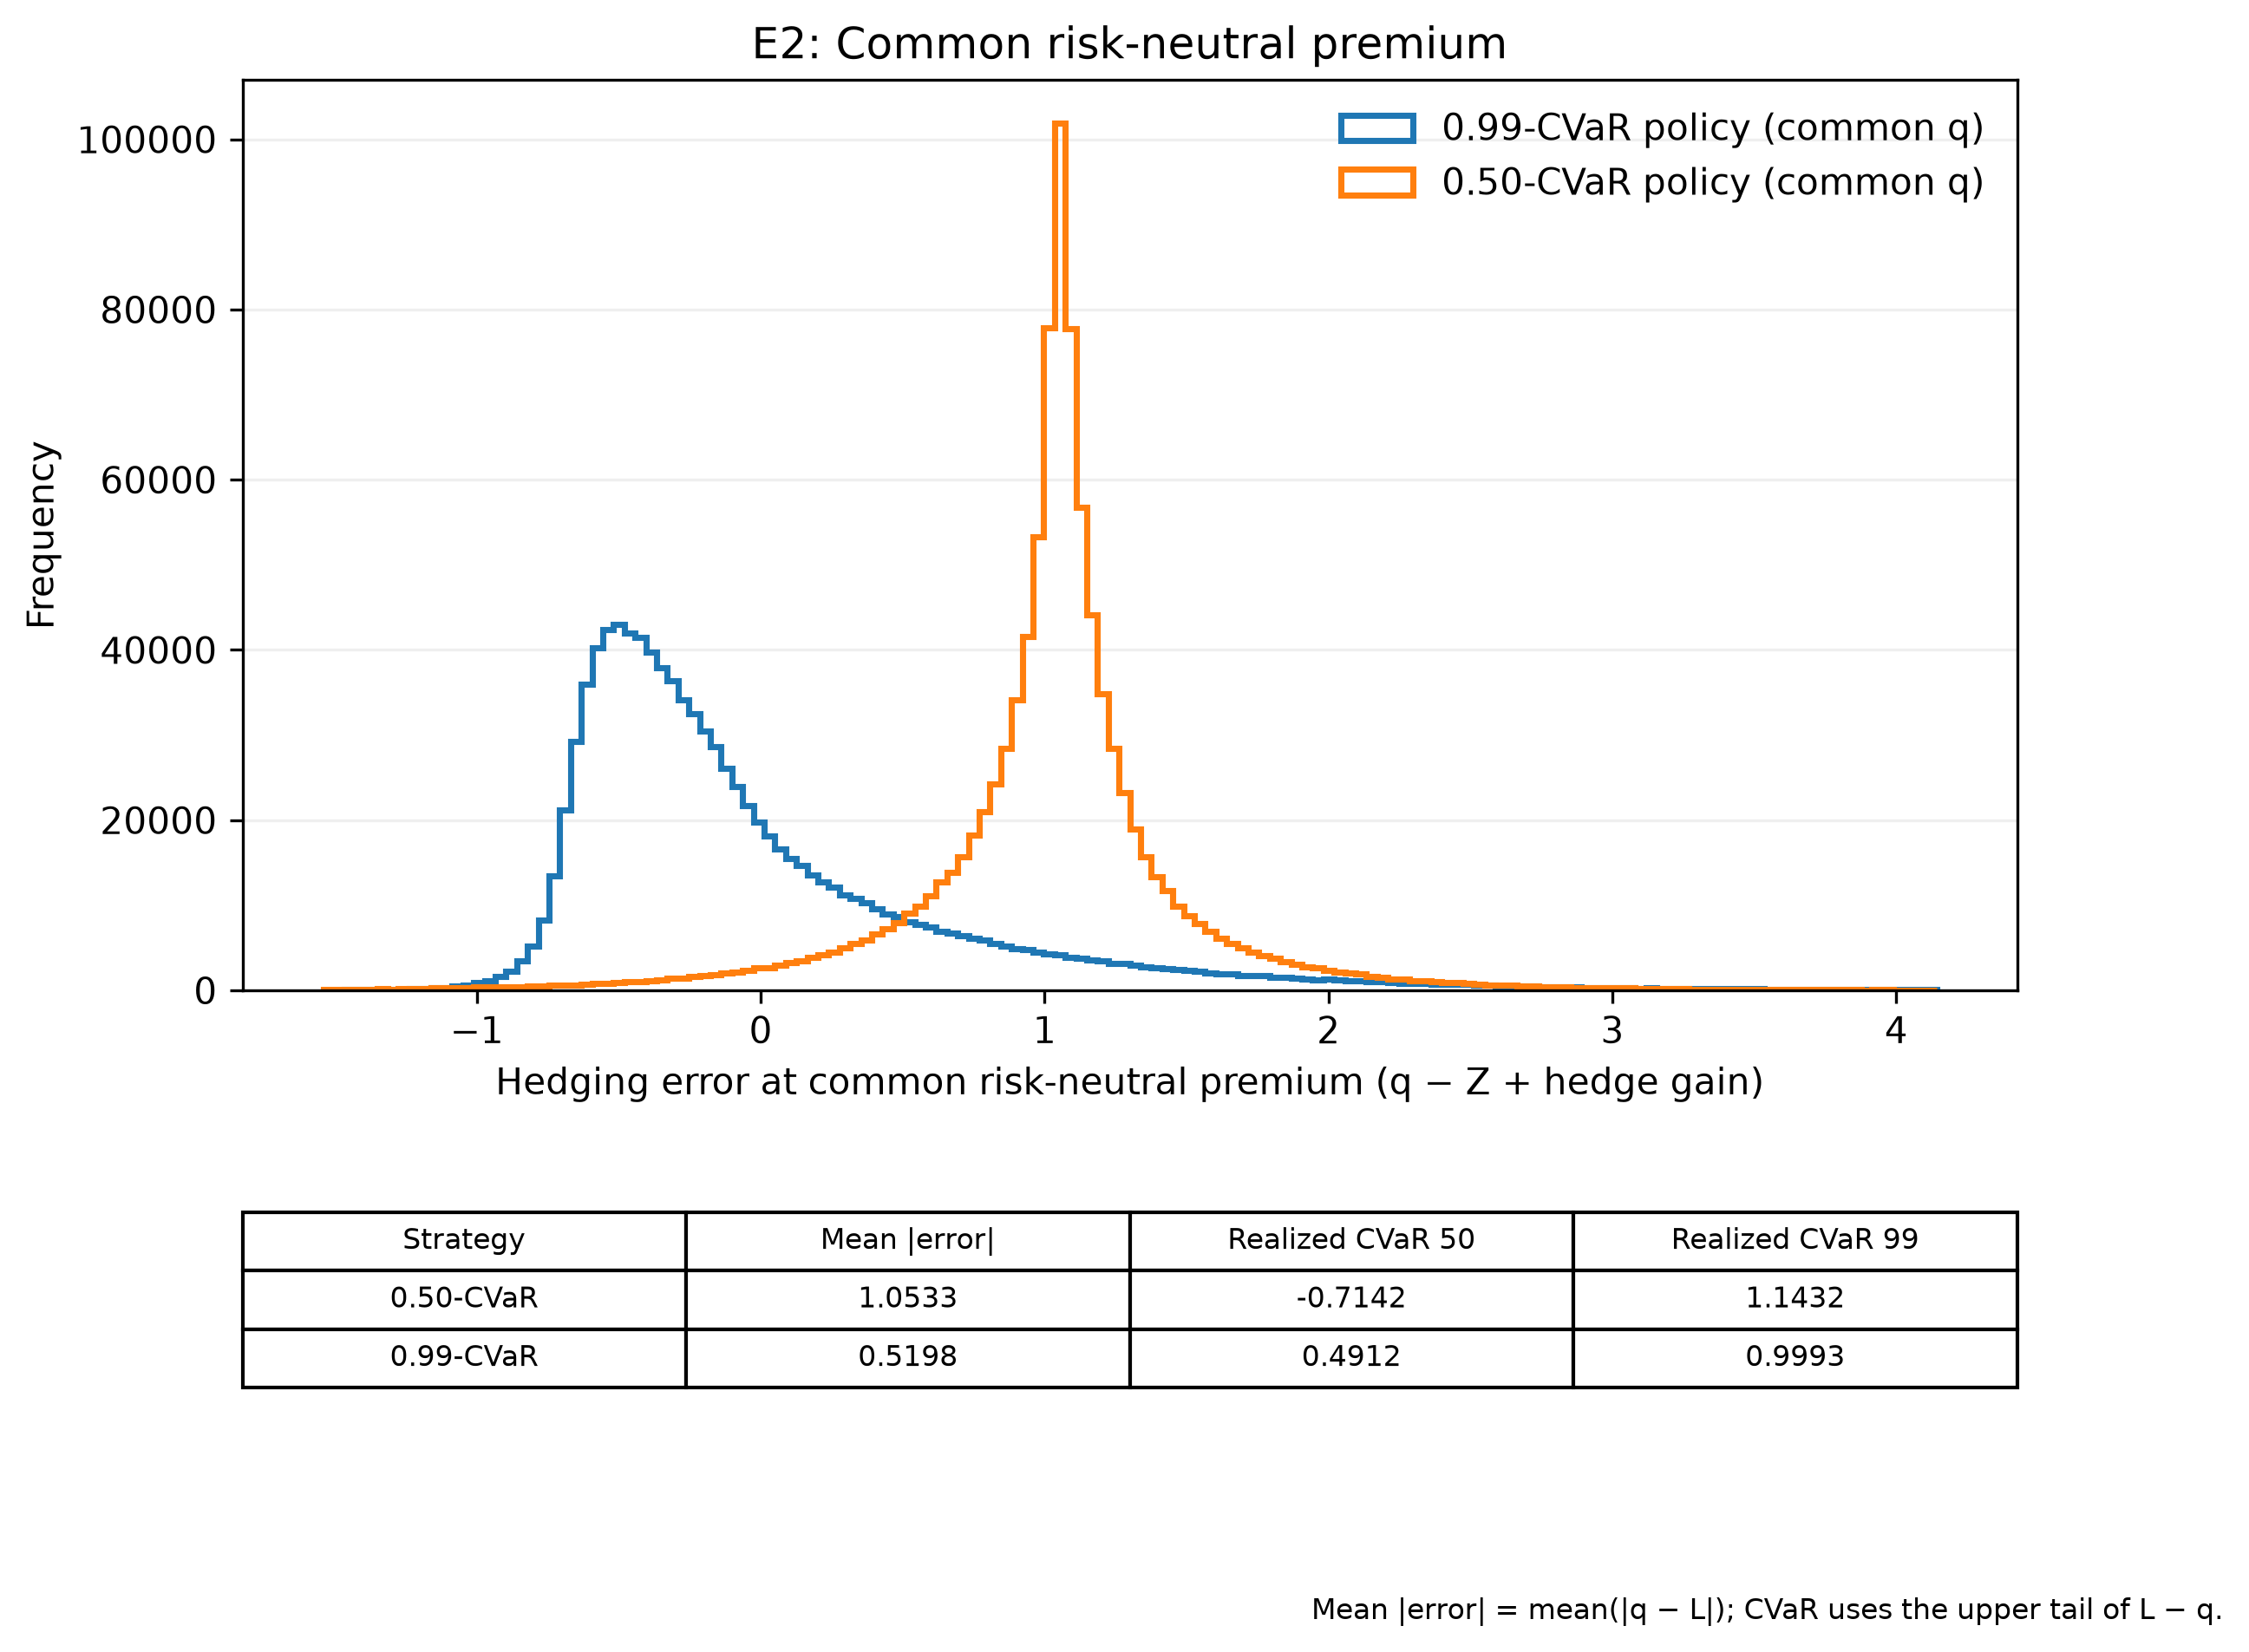 E2: Common risk-neutral premium
0.99-CVaR policy (common q)
0.50-CVaR policy (common q)
Frequency
100000
80000
60000
40000
20000
0
−1 0 1 2 3 4
Hedging error at common risk-neutral premium (q − Z + hedge gain)
Strategy Mean |error| Realized CVaR 50 Realized CVaR 99
0.50-CVaR 1.0533 -0.7142 1.1432
0.99-CVaR 0.5198 0.4912 0.9993
Mean |error| = mean(|q − L|); CVaR uses the upper tail of L − q.